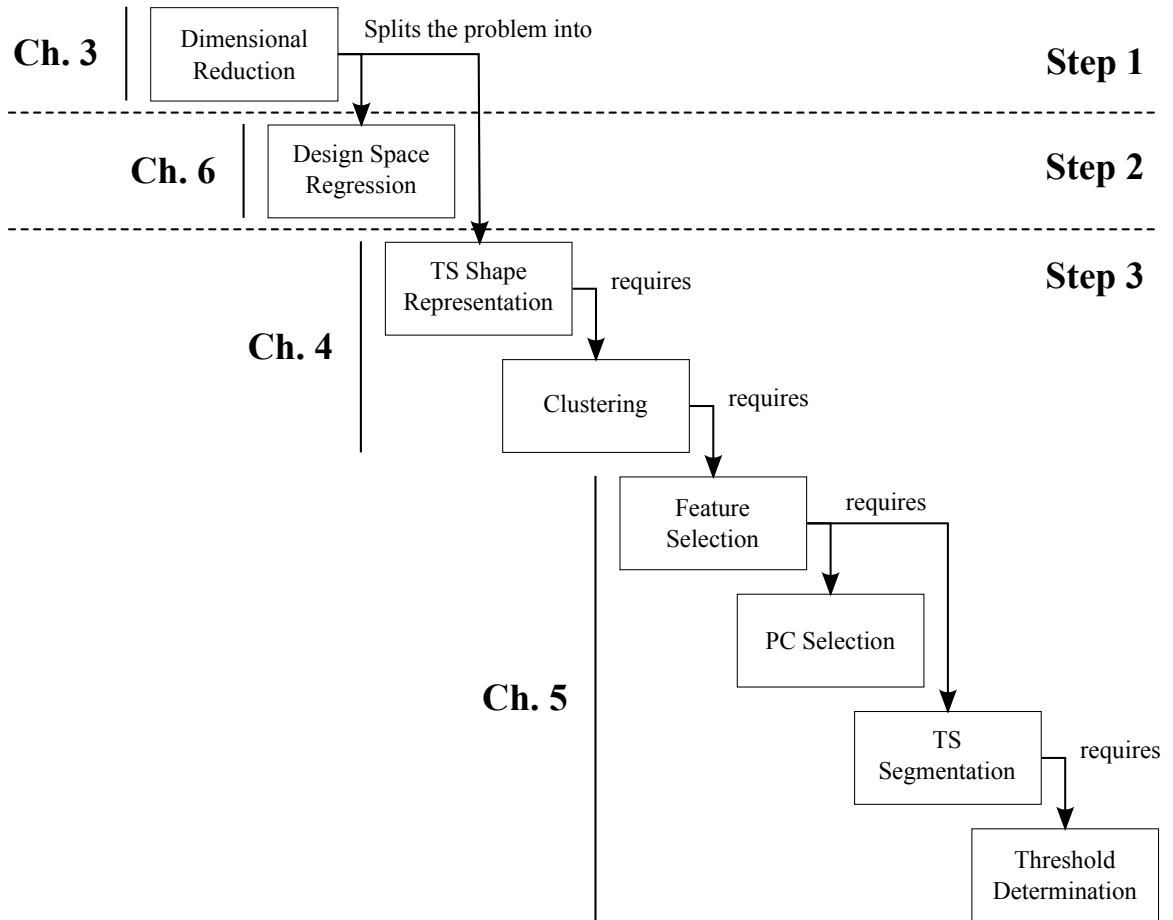 Ch. 3
Dimensional
Reduction
Splits the problem into
Step 1
Ch. 6
Design Space
Regression
Step 2
TS Shape
Representation
requires
Step 3
Ch. 4
Clustering
requires
Feature
Selection
requires
PC Selection
Ch. 5
TS
Segmentation
requires
Threshold
Determination